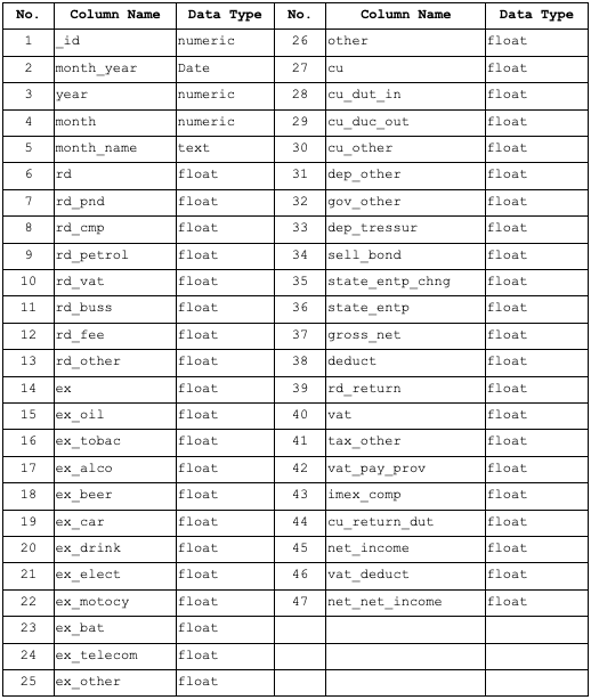 No. Column Name Data Type No. Column Name Data Type
1 _id numeric 26 other float
2 month_year Date 27 cu float
3 year numeric 28 cu_dut_in float
4 month numeric 29 cu_duc_out float
5 month_name text 30 cu_other float
6 rd float 31 dep_other float
7 rd_pnd float 32 gov_other float
8 rd_cmp float 33 dep_tressur float
9 rd_petrol float 34 sell_bond float
10 rd_vat float 35 state_entp_chng float
11 rd_buss float 36 state_entp float
12 rd_fee float 37 gross_net float
13 rd_other float 38 deduct float
14 ex float 39 rd_return float
15 ex_oil float 40 vat float
16 ex_tobac float 41 tax_other float
17 ex_alco float 42 vat_pay_prov float
18 ex_beer float 43 imex_comp float
19 ex_car float 44 cu_return_dut float
20 ex_drink float 45 net_income float
21 ex_elect float 46 vat_deduct float
22 ex_motocy float 47 net_net_income float
23 ex_bat float
24 ex_telecom float
25 ex_other float